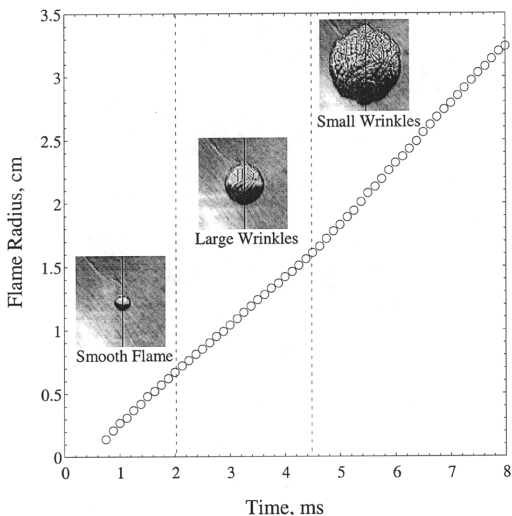 3.5
3
2.5
2
1.5
1
0.5
0
Flame Radius, cm
Small Wrinkles
Large Wrinkles
Smooth Flame
0 1 2 3 4 5 6 7 8
Time, ms